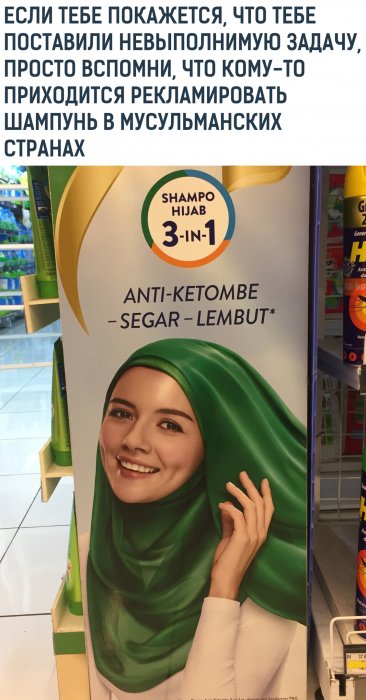 ЕСЛИ ТЕБЕ ПОКАЖЕТСЯ, ЧТО ТЕБЕ
ПОСТАВИЛИ НЕВЫПОЛНИМУЮ ЗАДАЧУ,
ПРОСТО ВСПОМНИ, ЧТО КОМУ-ТО
ПРИХОДИТСЯ РЕКЛАМИРОВАТЬ
ШАМПУНЬ В МУСУЛЬМАНСКИХ
СТРАНАХ
SHAMPO
HIJAB
3-IN-1
ANTI-KETOMBE
– SEGAR – LEMBUT*